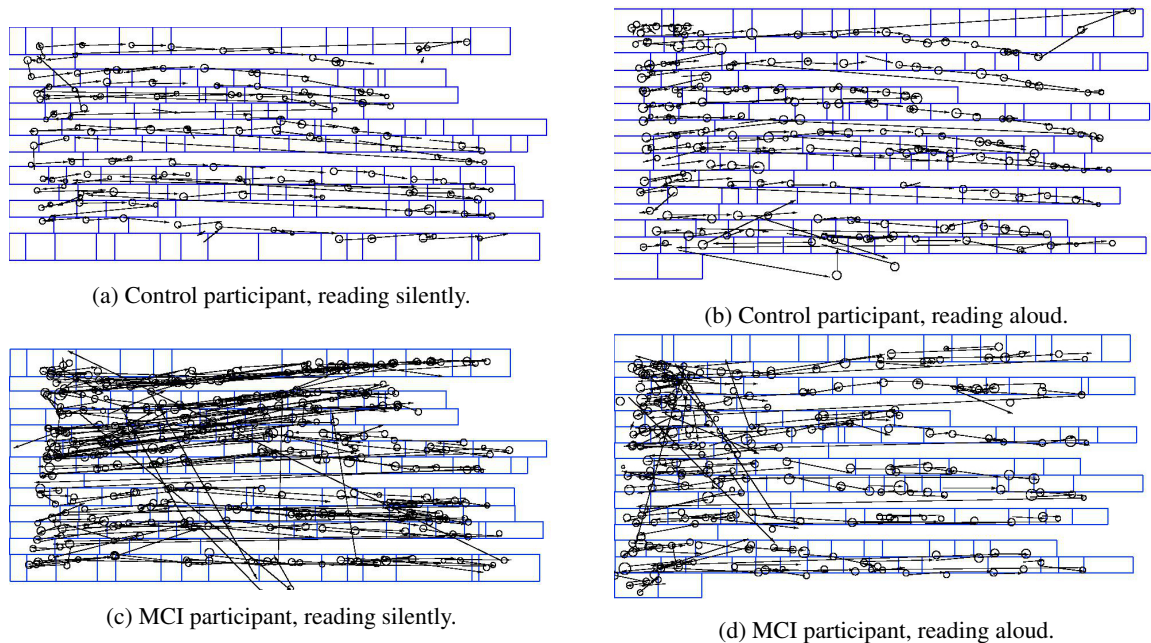 (a) Control participant, reading silently.
(b) Control participant, reading aloud.
(c) MCI participant, reading silently.
(d) MCI participant, reading aloud.